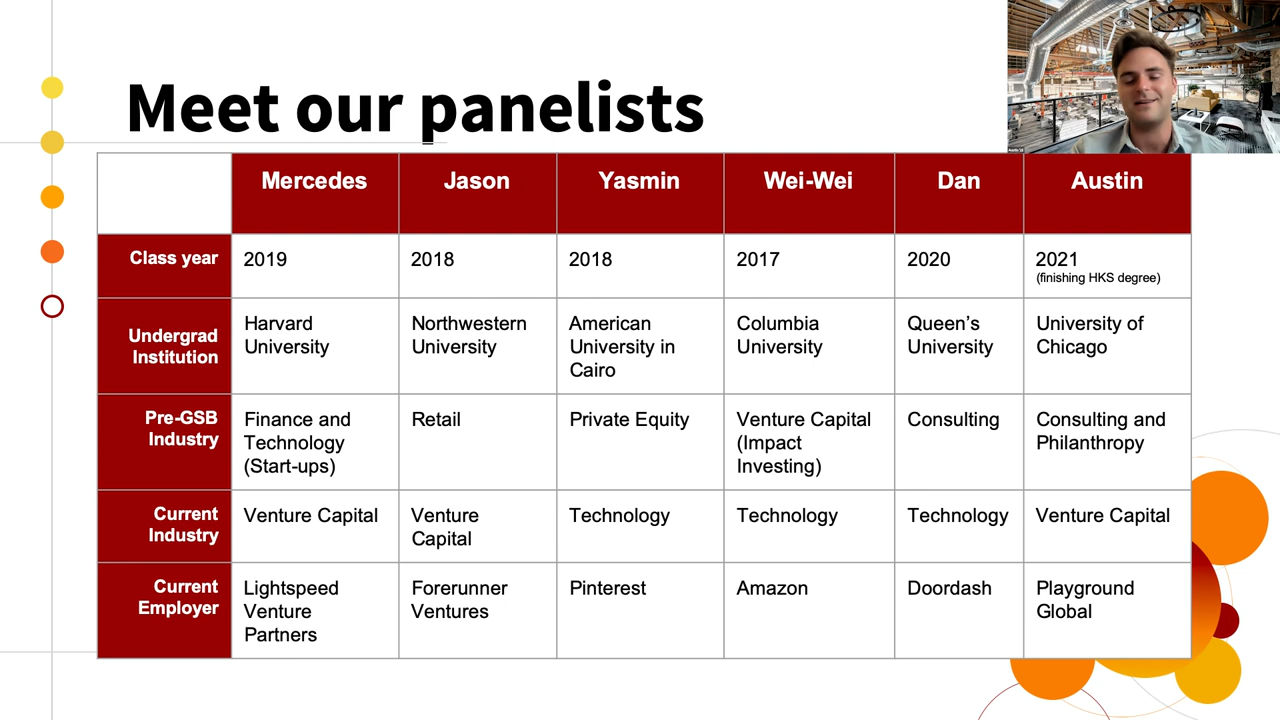 Meet our panelists
Mercedes Jason Yasmin Wei-Wei Dan Austin
Class year 2019 2018 2018 2017 2020 2021
(finishing HKS degree)
Undergrad Harvard Northwestern American Columbia Queen’s University of
Institution University University University in University University Chicago
Cairo
Pre-GSB Finance and Retail Private Equity Venture Capital Consulting Consulting and
Industry Technology (Impact Philanthropy
(Start-ups) Investing)
Current Venture Capital Venture Technology Technology Technology Venture Capital
Industry Capital
Current Lightspeed Forerunner Pinterest Amazon Doordash Playground
Employer Venture Ventures Global
Partners